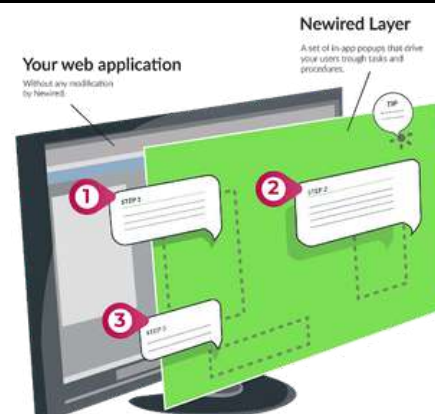 Newired Layer
A set of in-app popups that drive
your users trough tasks and
procedures.
Your web application
Without any modification
by Newired.
TIP
1
STEP 1
2
STEP 2
3
STEP 3